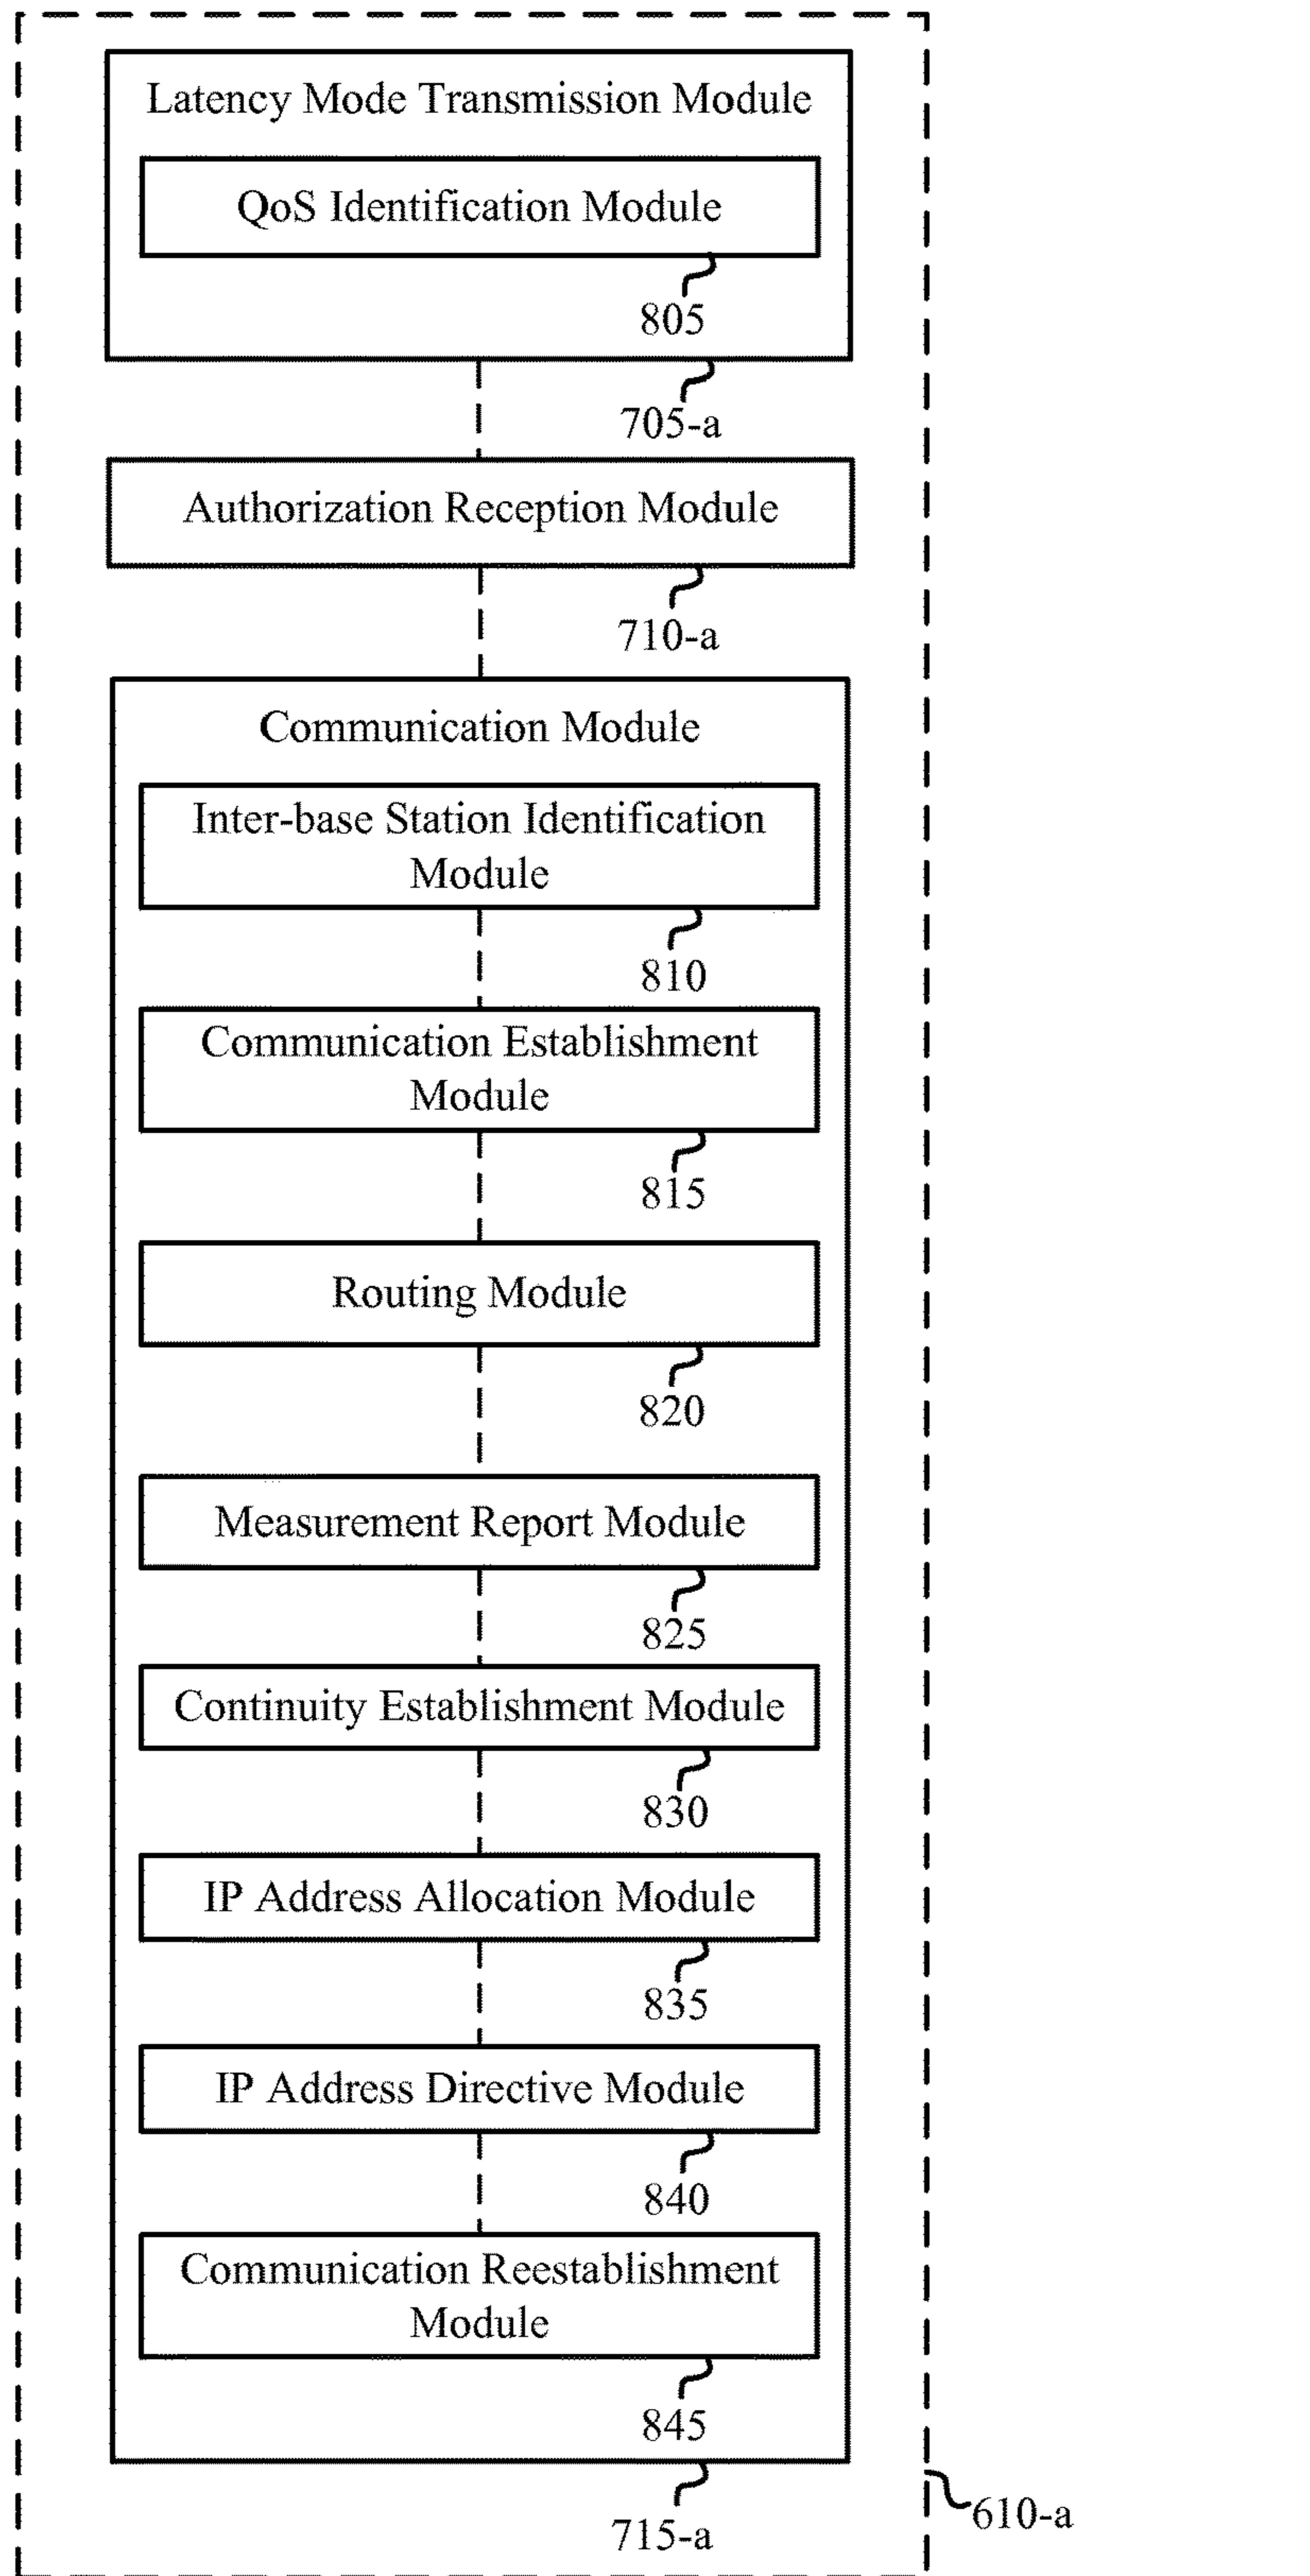 Latency Mode Transmission Module
QoS Identification Module
805
705-a
Authorization Reception Module
710-a
Communication Module
Inter-base Station Identification
Module
810
Communication Establishment
Module
815
Routing Module
820
Measurement Report Module
825
Continuity Establishment Module
830
IP Address Allocation Module
835
IP Address Directive Module
840
Communication Reestablishment
Module
845
715-a
610-a